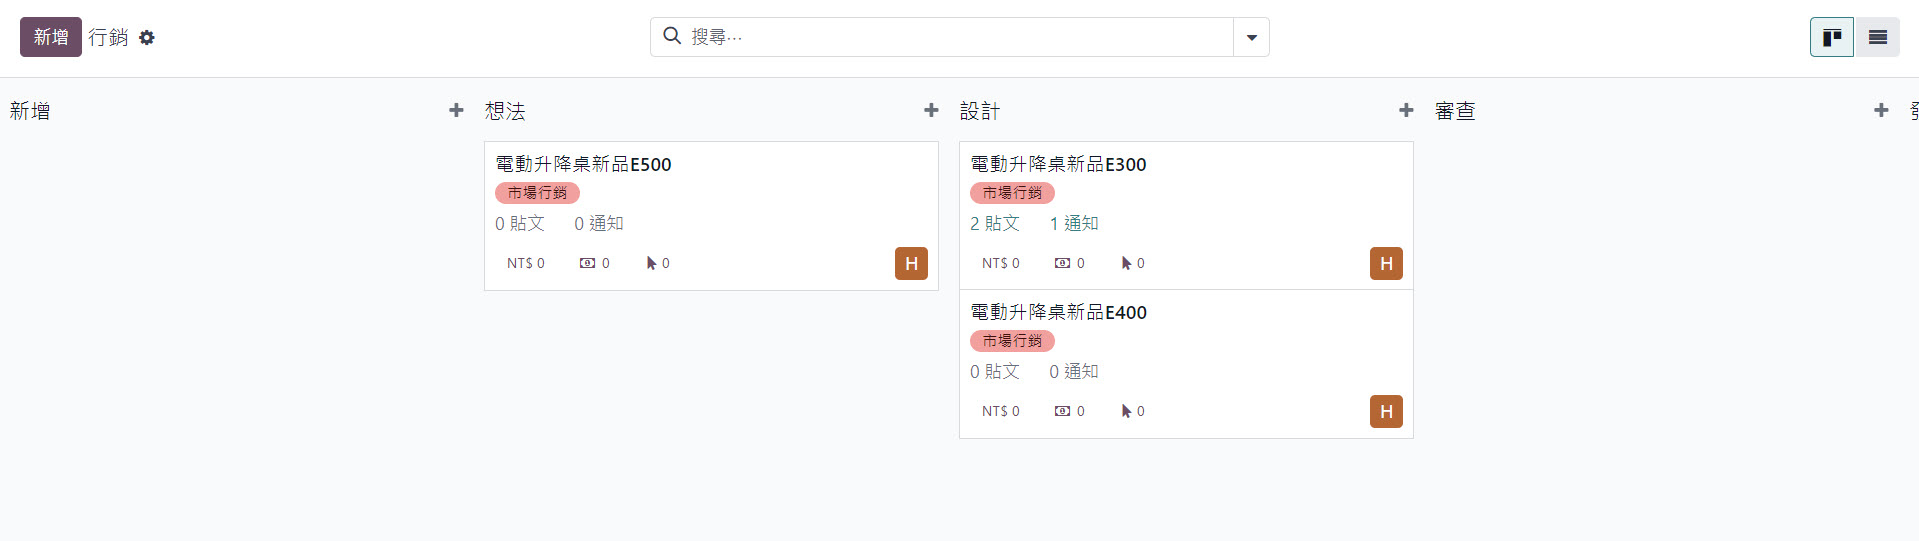 新增 行銷
搜尋...
新增
想法
電動升降桌新品E500
市場行銷
0 貼文 0 通知
NT$ 0 0 0
H
設計
電動升降桌新品E300
市場行銷
2 貼文 1 通知
NT$ 0 0 0
H
電動升降桌新品E400
市場行銷
0 貼文 0 通知
NT$ 0 0 0
H
審查